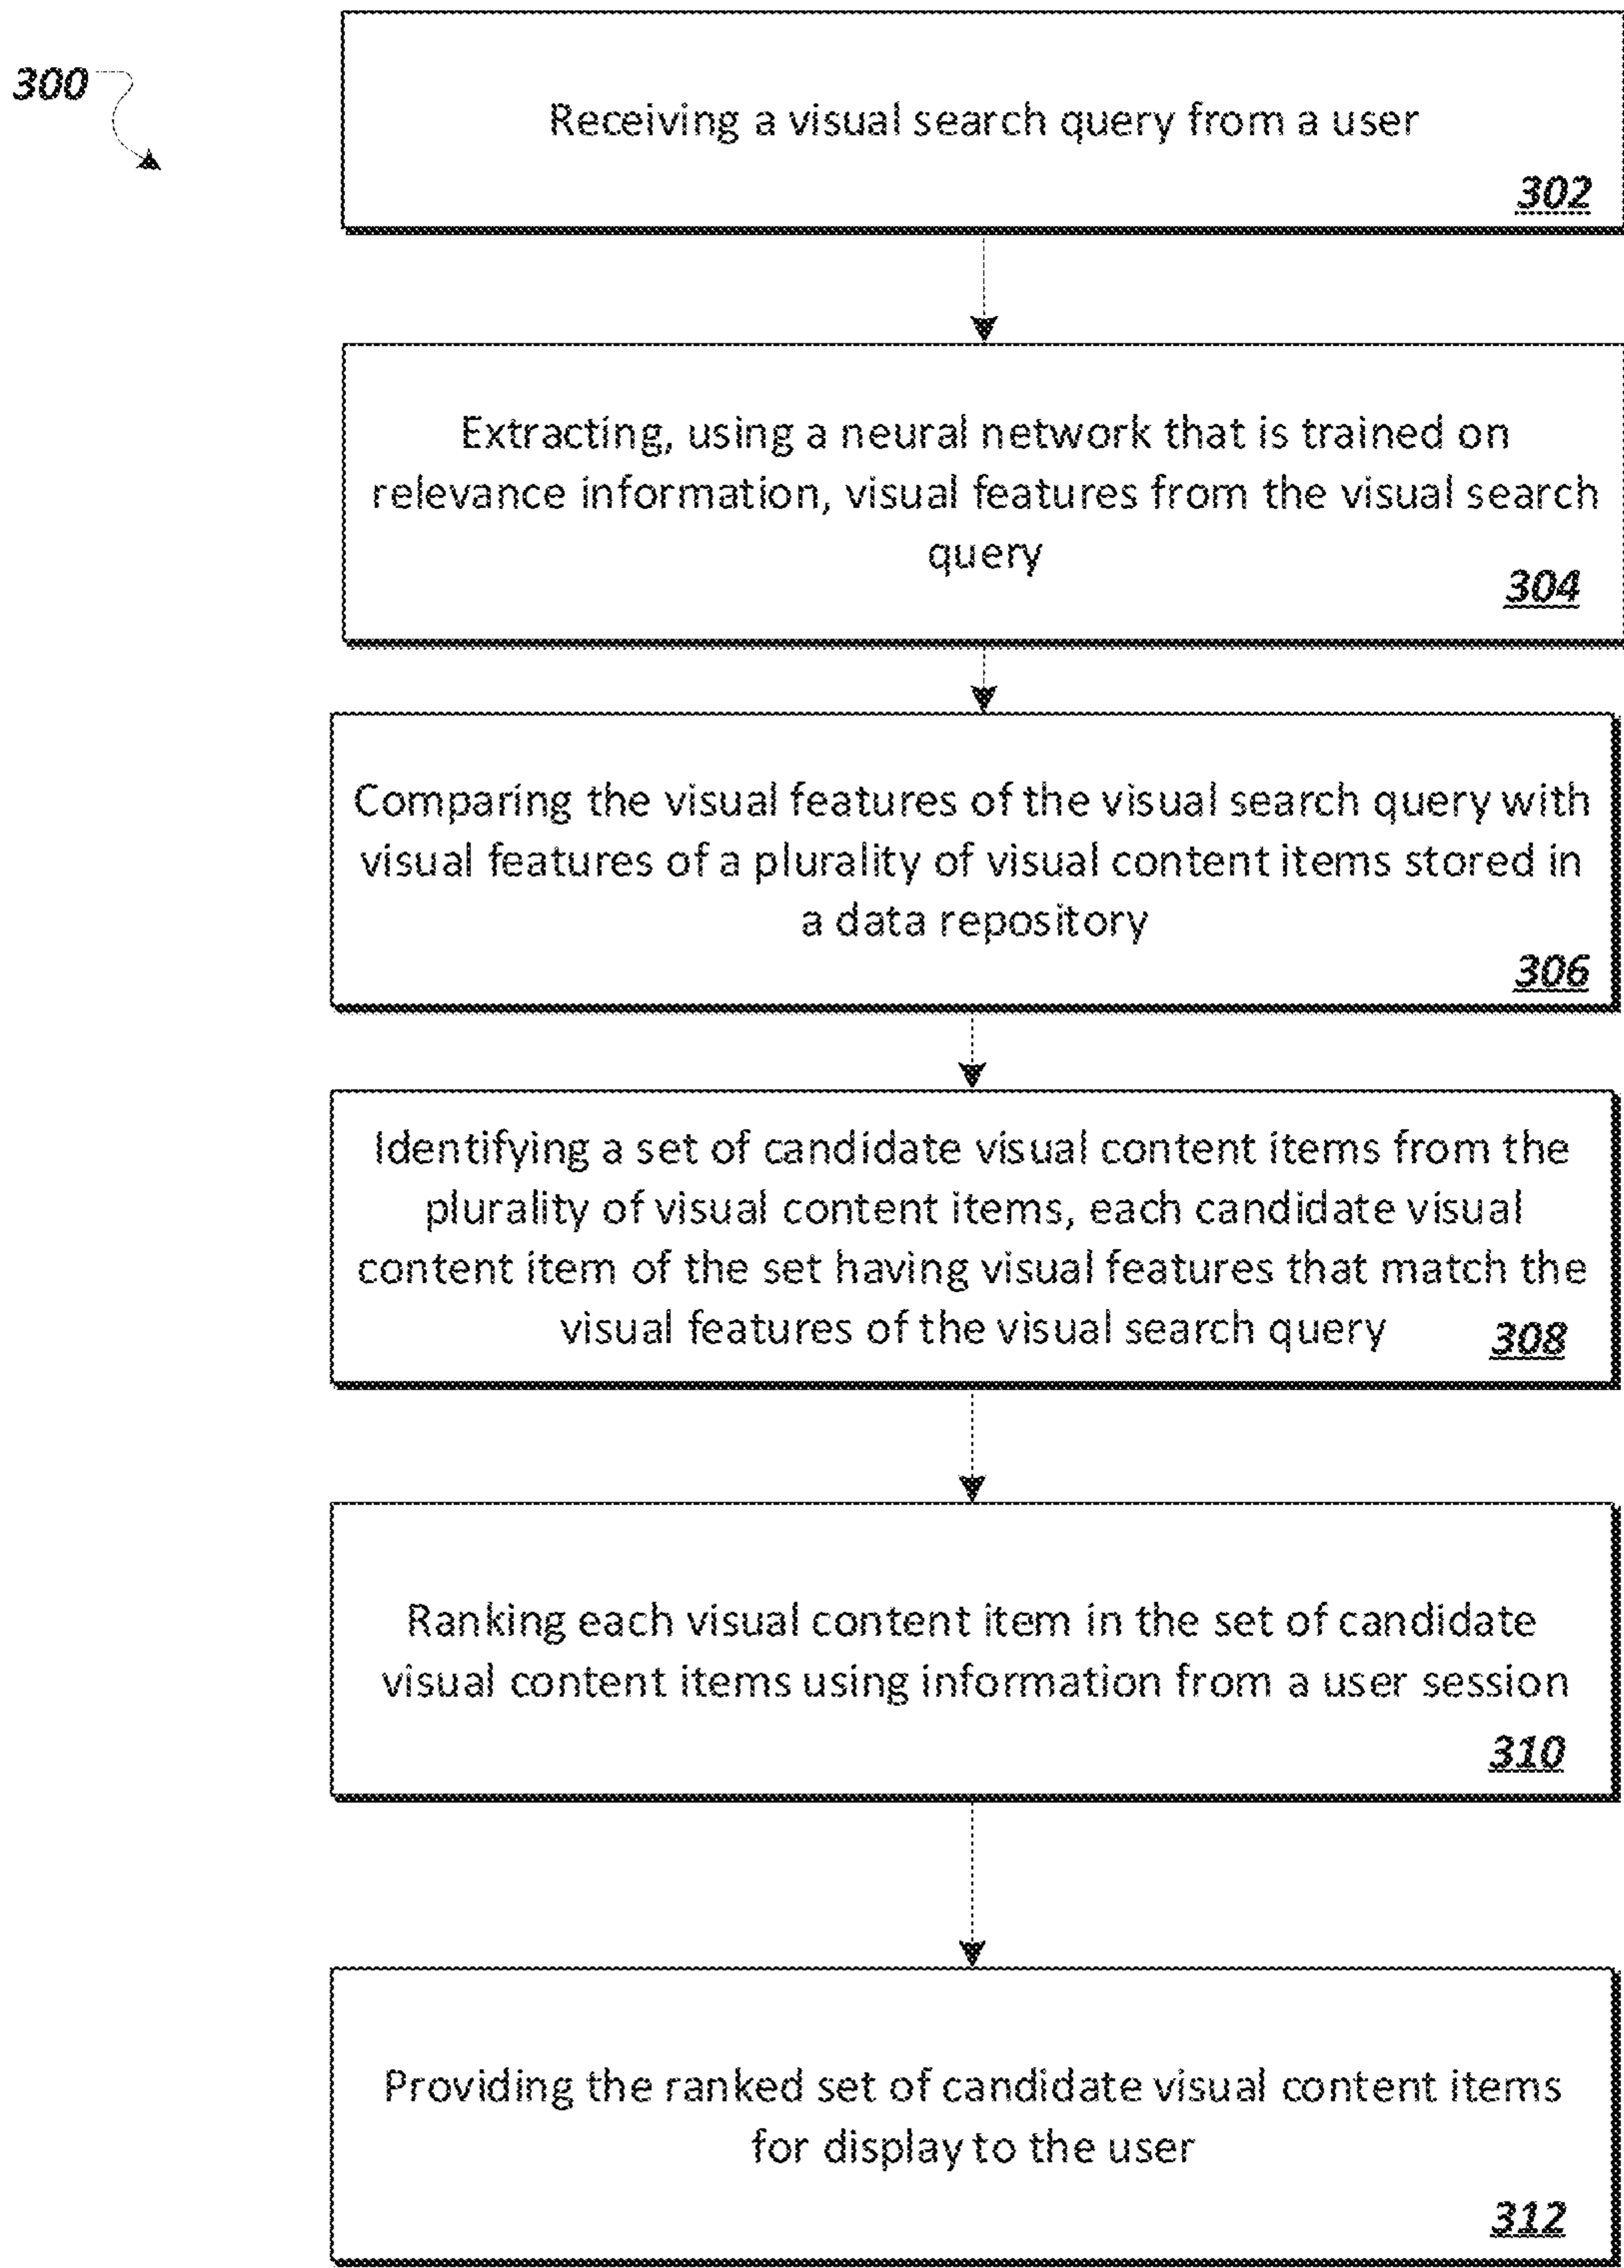 300
Receiving a visual search query from a user
302
Extracting, using a neural network that is trained on
relevance information, visual features from the visual search
query
304
Comparing the visual features of the visual search query with
visual features of a plurality of visual content items stored in
a data repository
306
Identifying a set of candidate visual content items from the
plurality of visual content items, each candidate visual
content item of the set having visual features that match the
visual features of the visual search query
308
Ranking each visual content item in the set of candidate
visual content items using information from a user session
310
Providing the ranked set of candidate visual content items
for display to the user
312